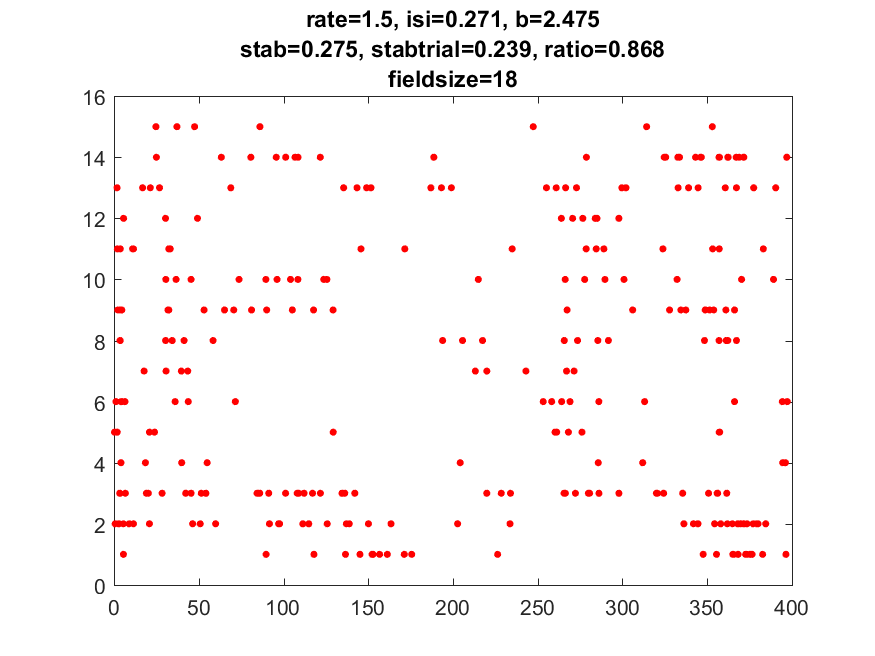 rate=1.5, isi=0.271, b=2.475
stab=0.275, stabtrial=0.239, ratio=0.868
fieldsize=18
16
14
12
10
8
6
4
2
0
0 50 100 150 200 250 300 350 400